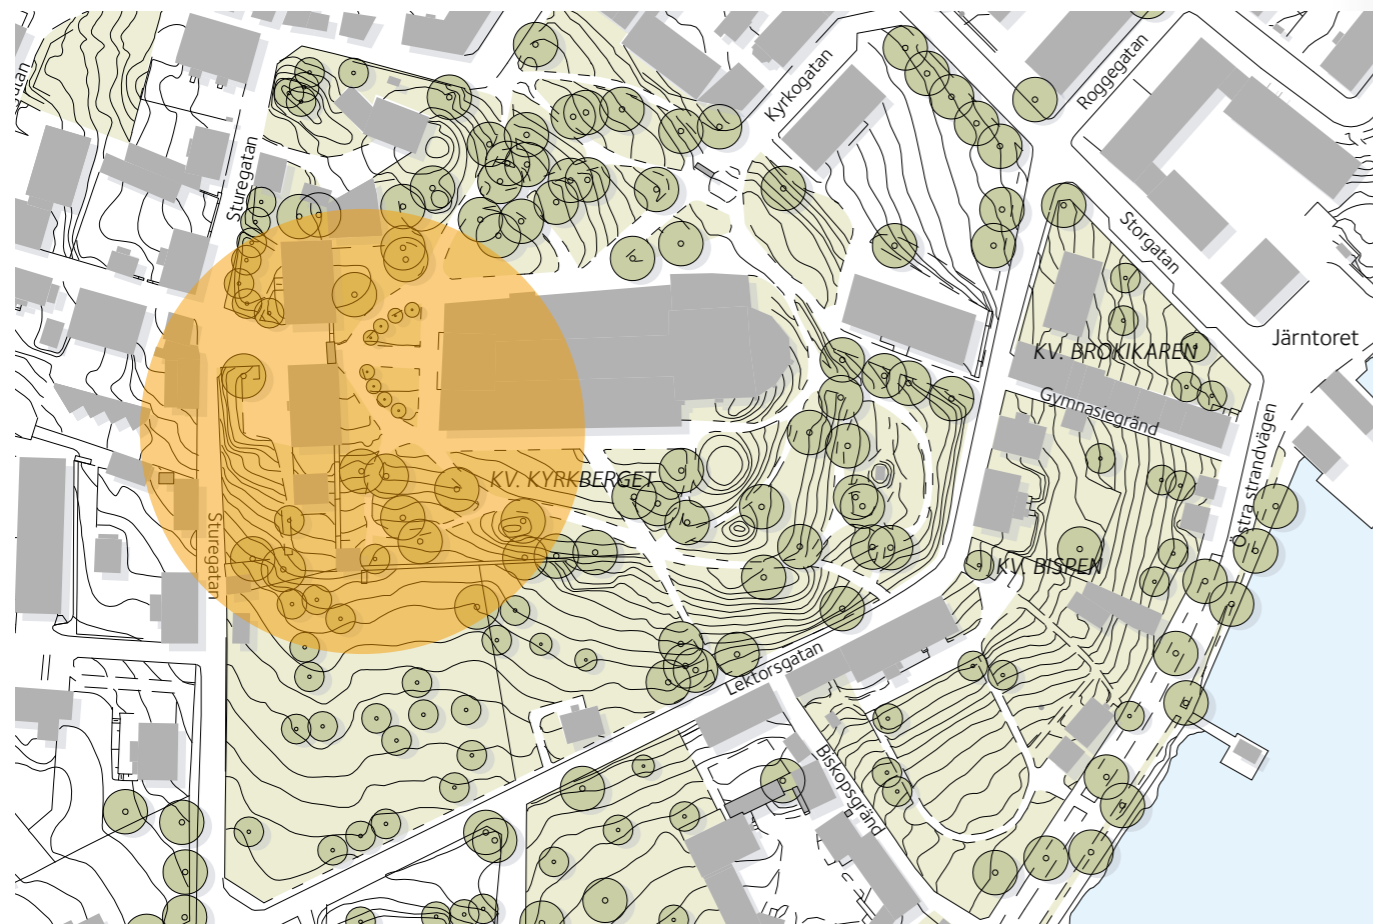 Kyrkogatan
Roggegatan
Sturegatan
Storgatan
Järntoret
KV. BROKIKAREN
Gymnasiegränd
KV. KYRKBERGET
Östra strandvägen
Sturegatan
KV. BISPEN
Lektorsgatan
Biskopsgränd